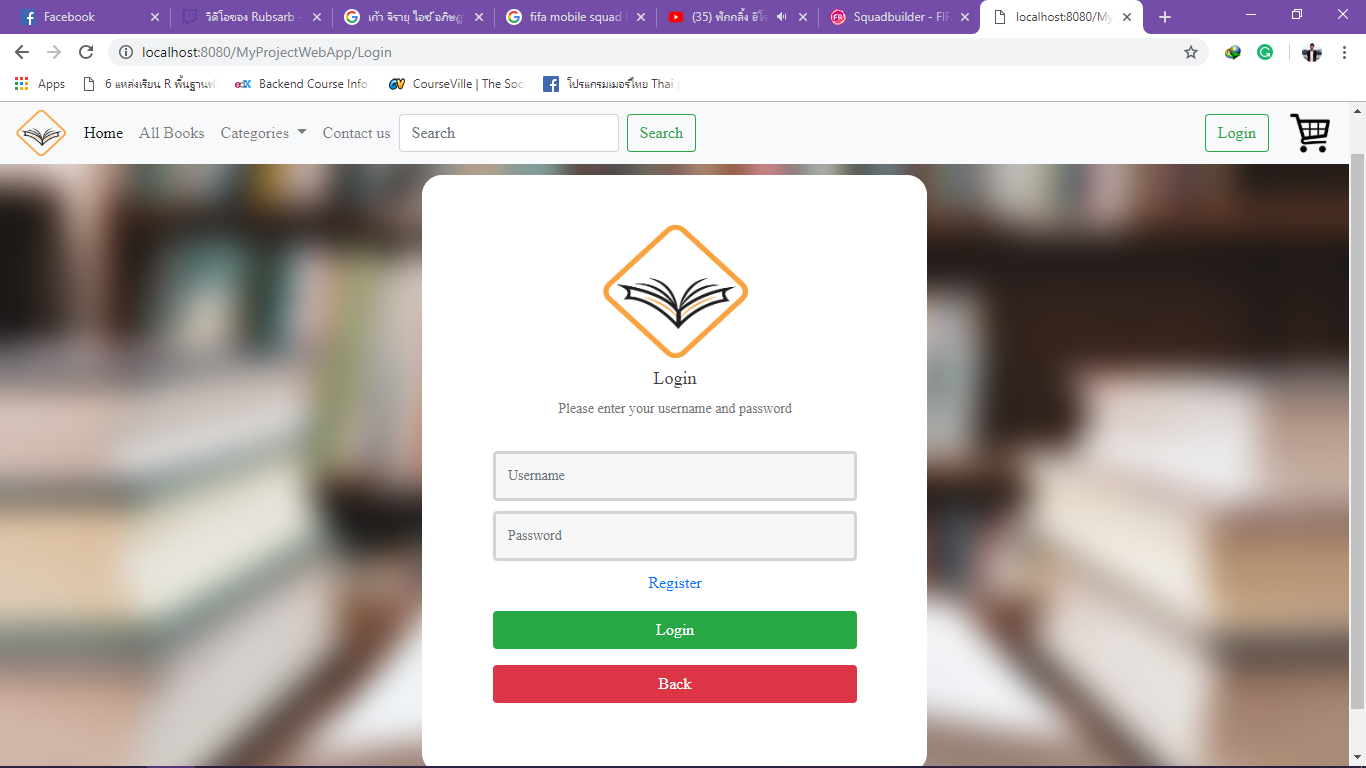 Facebook
วิดีโอของ Rubsarb -
เก้า จิรายุ ไอซ์ อภิษฎา
fifa mobile squad
(35) ฟักกลิ้ง ฮีโร่
Squadbuilder - FIF
localhost:8080/My
localhost:8080/MyProjectWebApp/Login
Apps
6 แหล่งเรียน R พื้นฐานฟรี
edX
Backend Course Info
CourseVille | The Soc
โปรแกรมเมอร์ไทย Thai
Home
All Books
Categories
Contact us
Search
Search
Login
Login
Please enter your username and password
Username
Password
Register
Login
Back